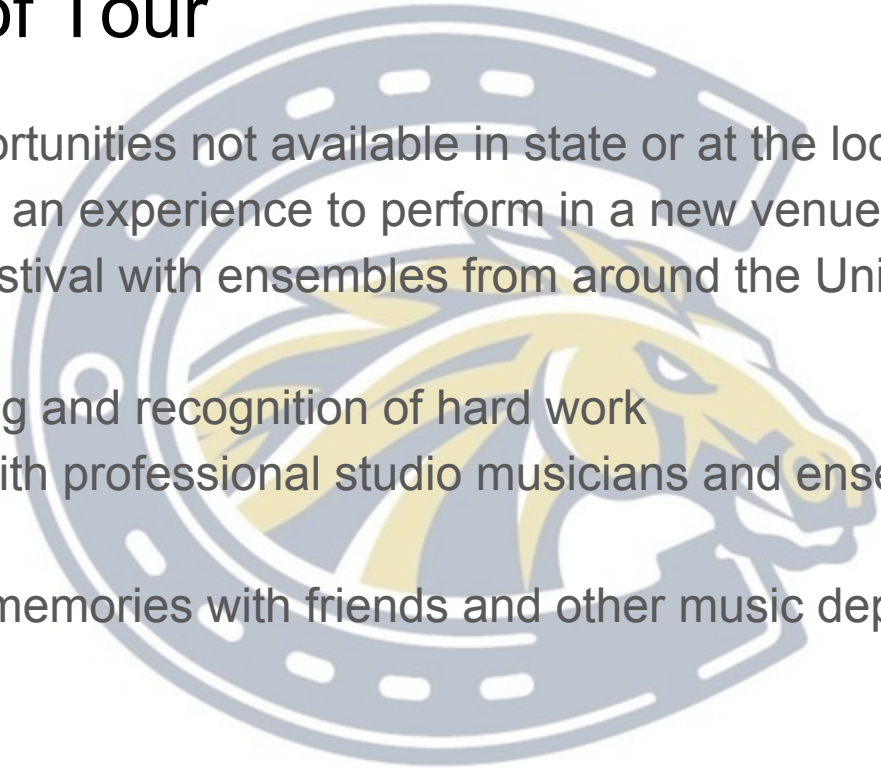 of Tour
ortunities not available in state or at the loc
an experience to perform in a new venue
stival with ensembles from around the Uni
g and recognition of hard work
ith professional studio musicians and ense
memories with friends and other music dep